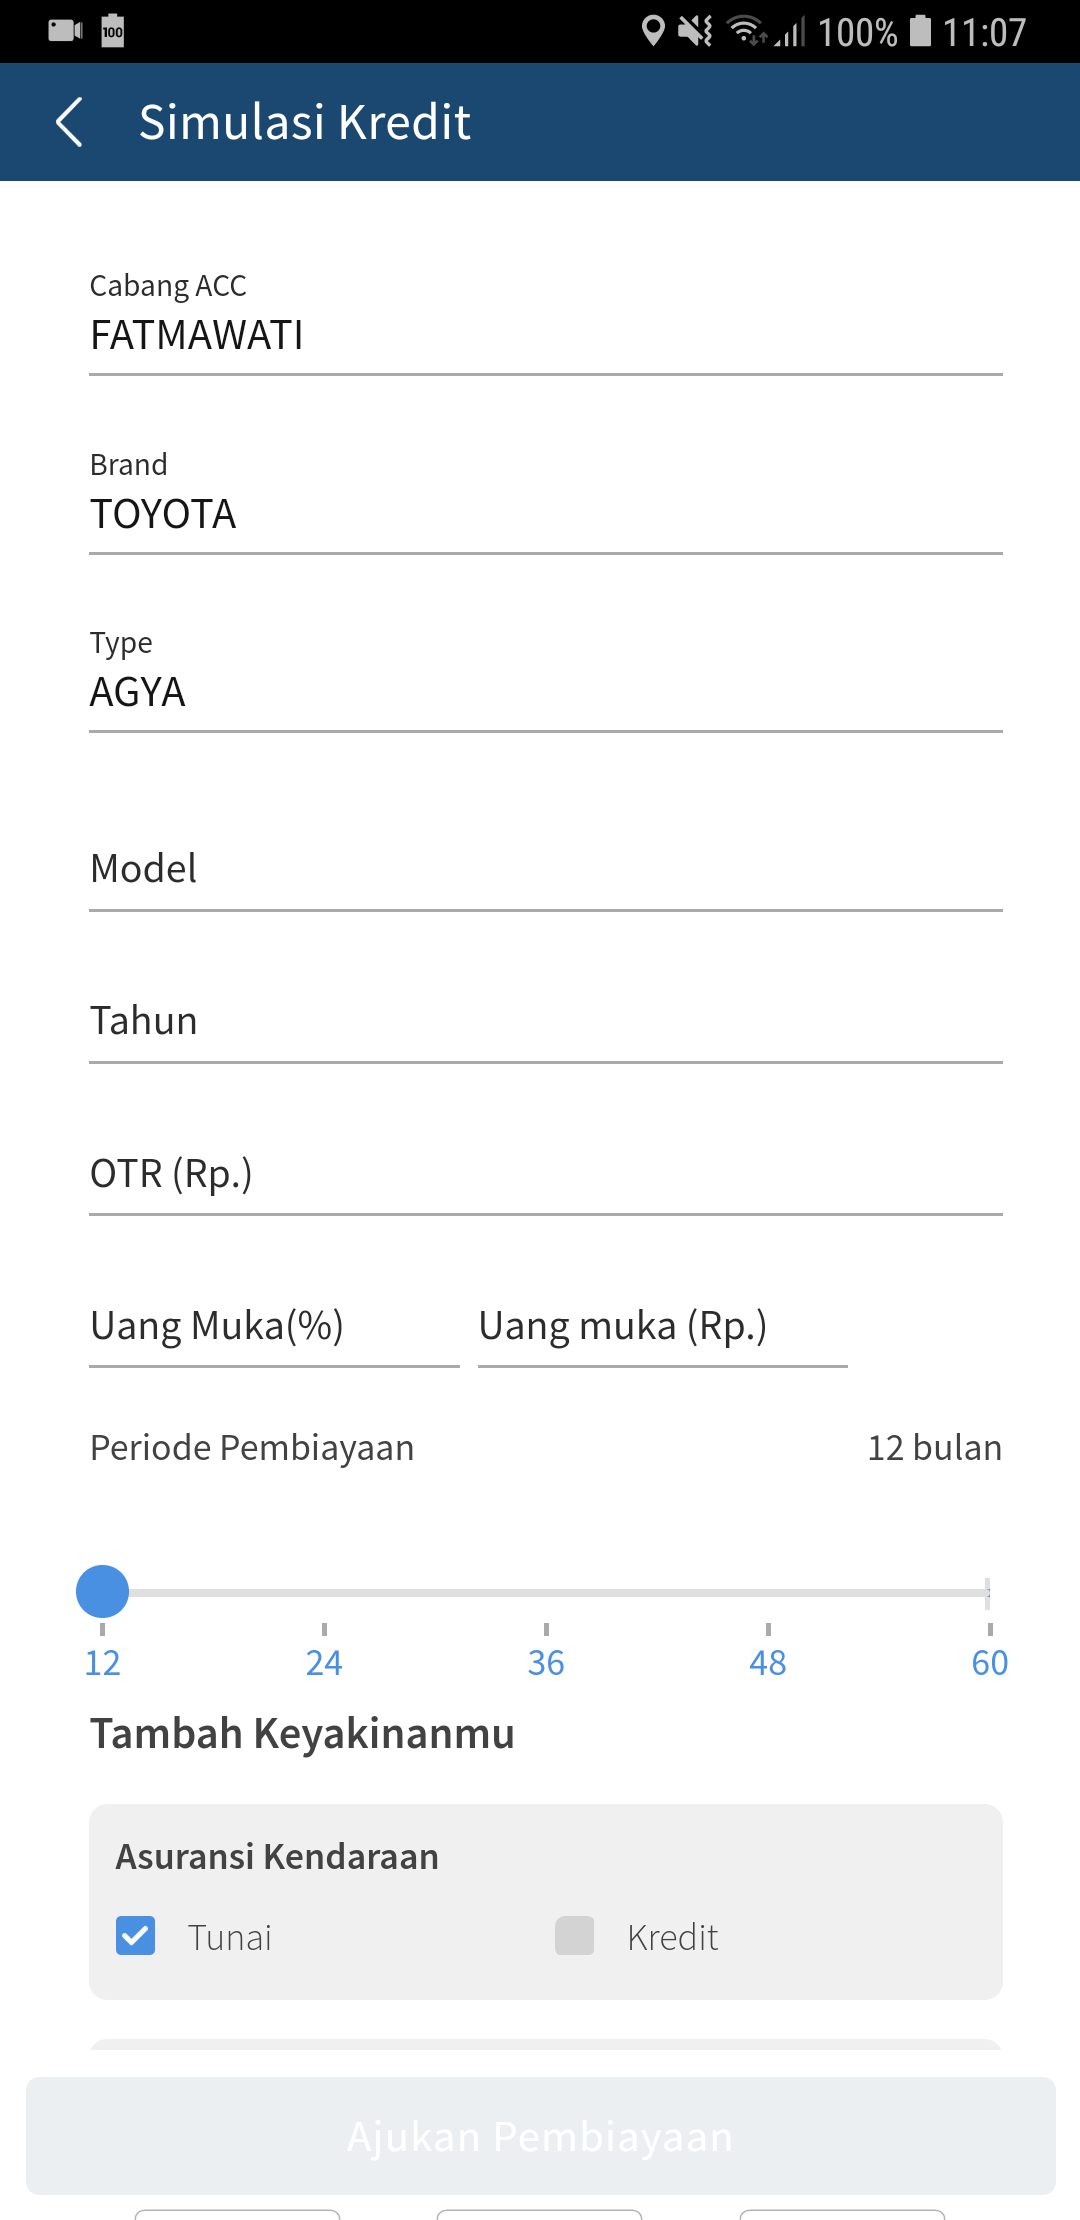 100 100% 11:07
Simulasi Kredit
Cabang ACC
FATMAWATI
Brand
TOYOTA
Type
AGYA
Model
Tahun
OTR (Rp.)
Uang Muka(%) Uang muka (Rp.)
Periode Pembiayaan 12 bulan
12 24 36 48 60
Tambah Keyakinanmu
Asuransi Kendaraan
Tunai Kredit
Ajukan Pembiayaan